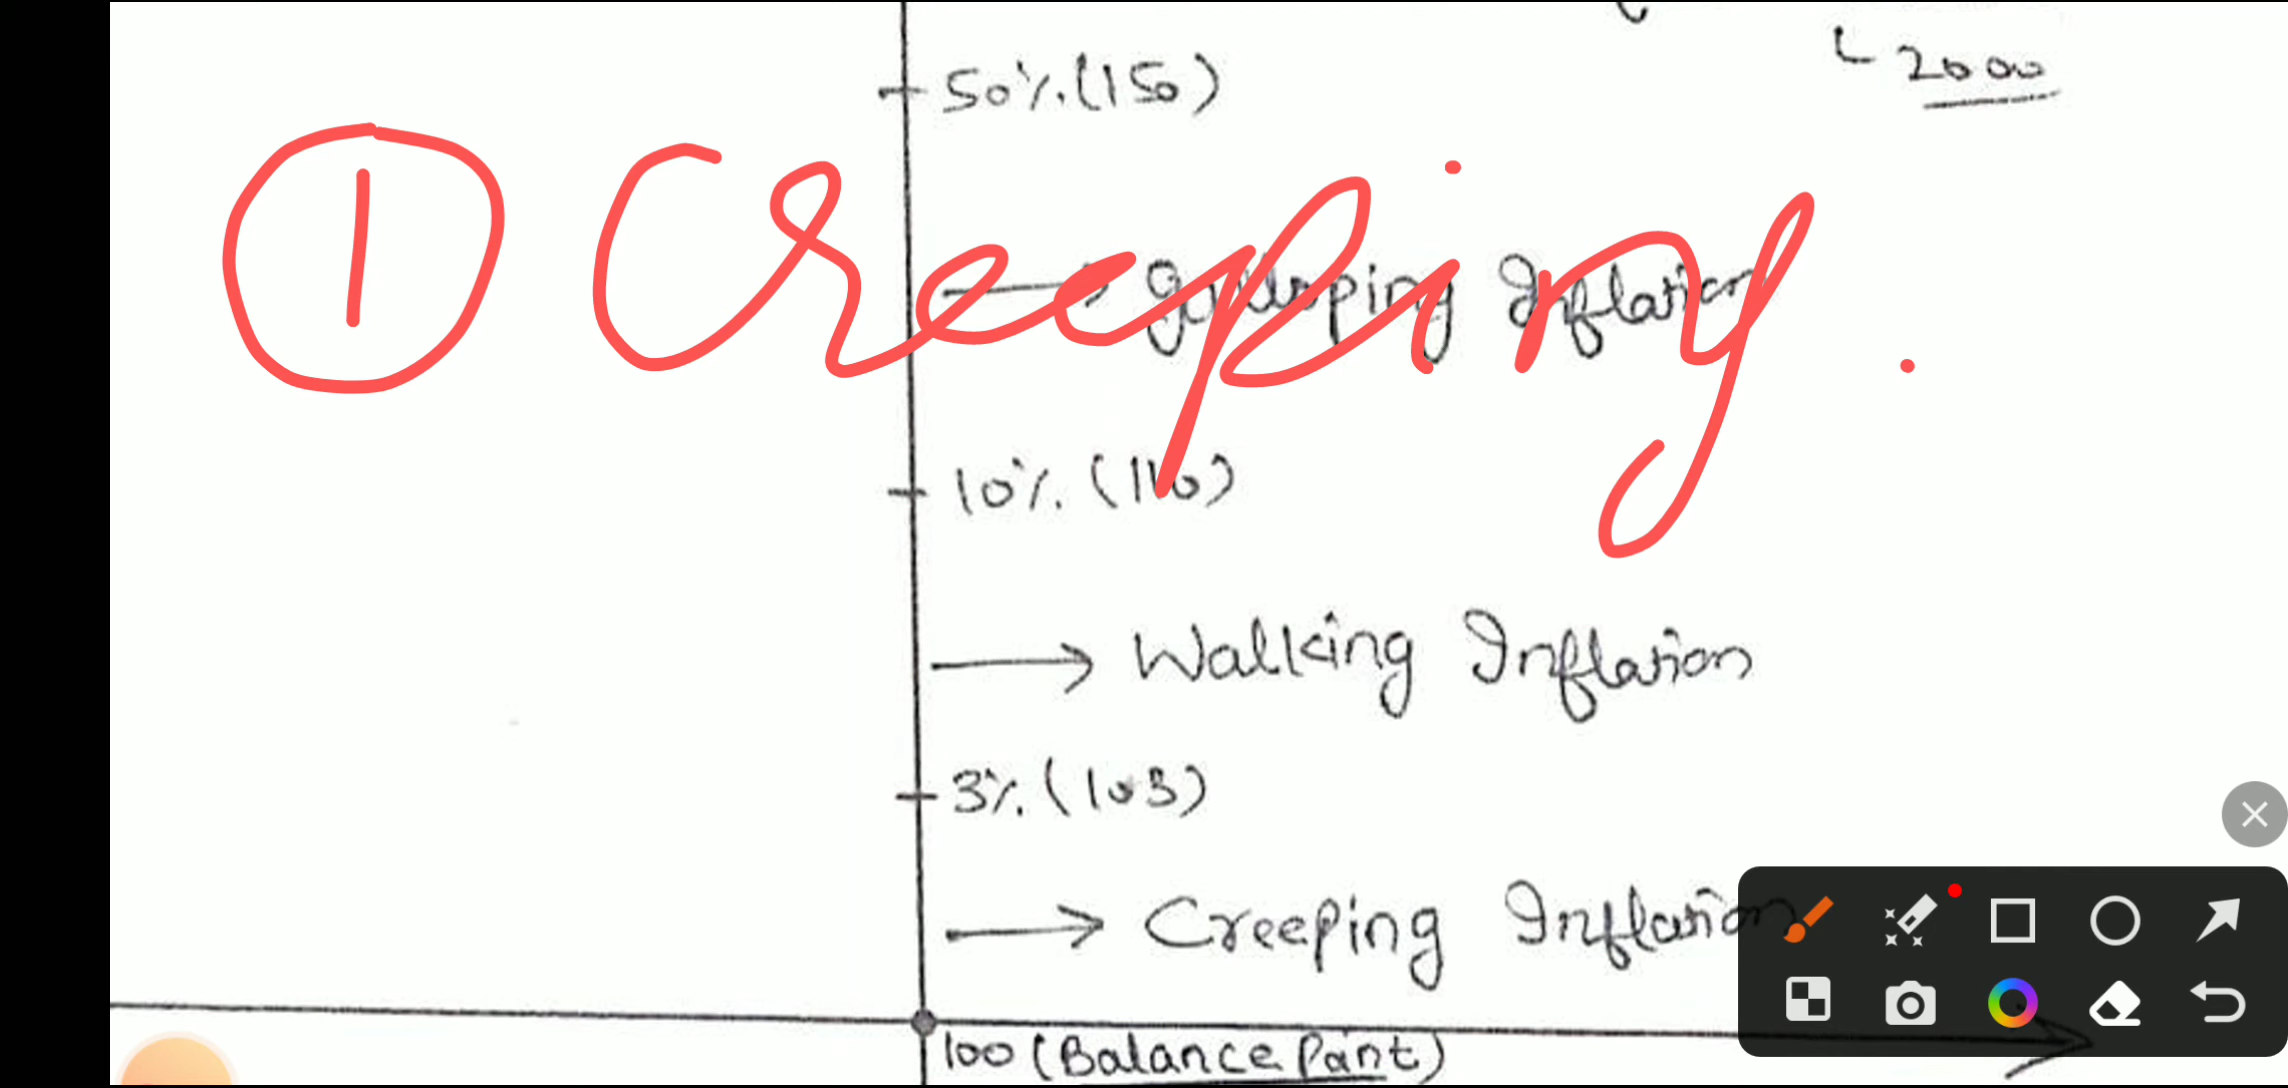 2000
50%(150)
① Creeping.
→ Galloping Inflation
10% (110)
→ Walking Inflation
3% (103)
→ Creeping Inflation
100 (Balance Point)